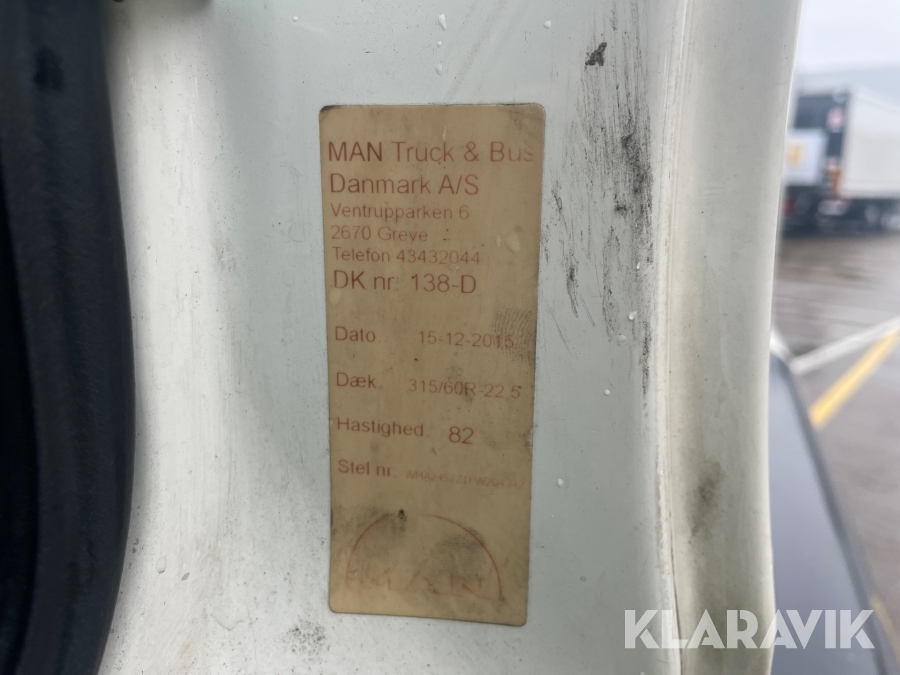 MAN Truck & Bus
Danmark A/S
Ventrupparken 6
2670 Greve
Telefon 43432044
DK nr: 138-D
Dato 15-12-2015
Dæk. 315/60R-22,5
Hastighed 82
Stel nr.
MAN
KLARAVIK